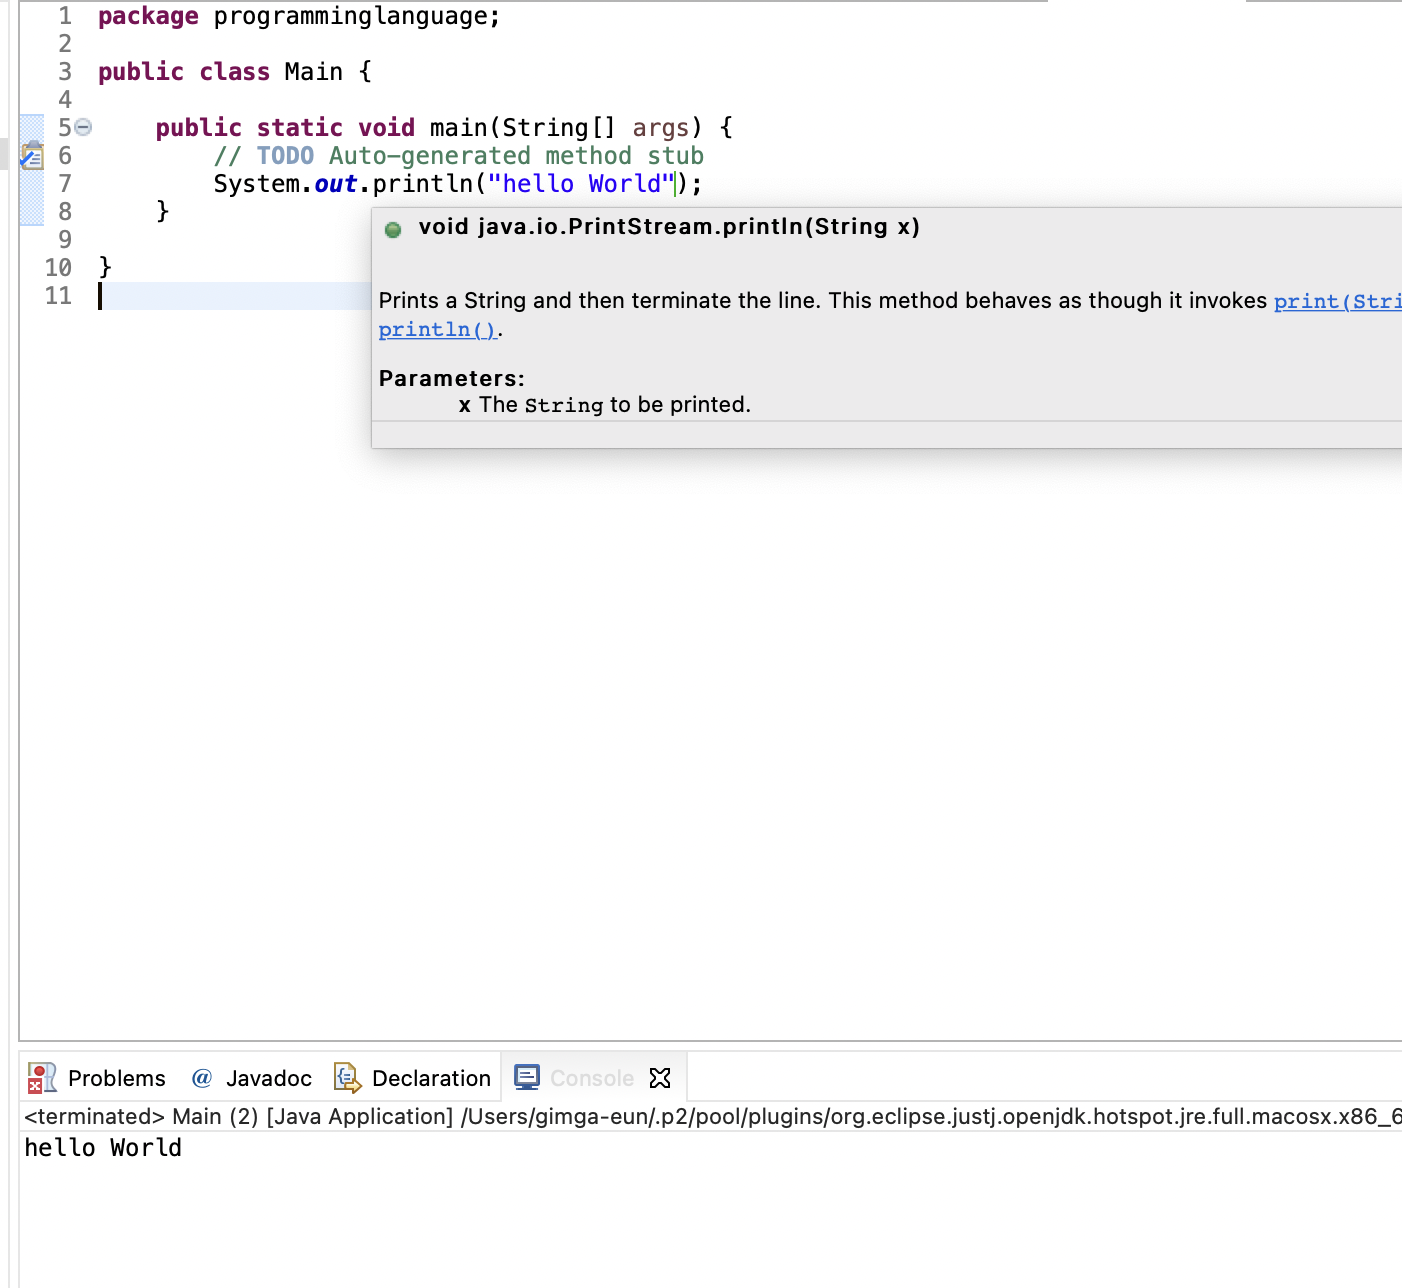 1 package programminglanguage;
2
3 public class Main {
4
5 public static void main(String[] args) {
6 // TODO Auto-generated method stub
7 System.out.println("hello World");
8 }
9
10 }
11
void java.io.PrintStream.println(String x)
Prints a String and then terminate the line. This method behaves as though it invokes print(Stri
println().
Parameters:
x The String to be printed.
Problems @ Javadoc Declaration Console
<terminated> Main (2) [Java Application] /Users/gimga-eun/.p2/pool/plugins/org.eclipse.justj.openjdk.hotspot.jre.full.macosx.x86_6
hello World